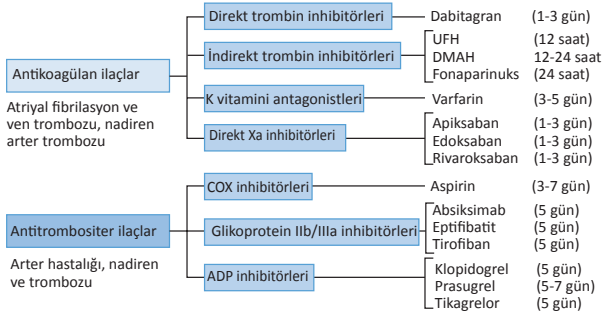 Direkt trombin inhibitörleri Dabitagran (1-3 gün)
Antikoagülan ilaçlar
Atriyal fibrilasyon ve
ven trombozu, nadiren
arter trombozu
İndirekt trombin inhibitörleri
UFH (12 saat)
DMAH 12-24 saat
Fonaparinuks (24 saat)
K vitamini antagonistleri Varfarin (3-5 gün)
Direkt Xa inhibitörleri
Apiksaban (1-3 gün)
Edoksaban (1-3 gün)
Rivaroksaban (1-3 gün)
COX inhibitörleri Aspirin (3-7 gün)
Antitrombositer ilaçlar
Arter hastalığı, nadiren
ve trombozu
Glikoprotein IIb/IIIa inhibitörleri
Absiksimab (5 gün)
Eptifibatit (5 gün)
Tirofiban (5 gün)
ADP inhibitörleri
Klopidogrel (5 gün)
Prasugrel (5-7 gün)
Tikagrelor (5 gün)